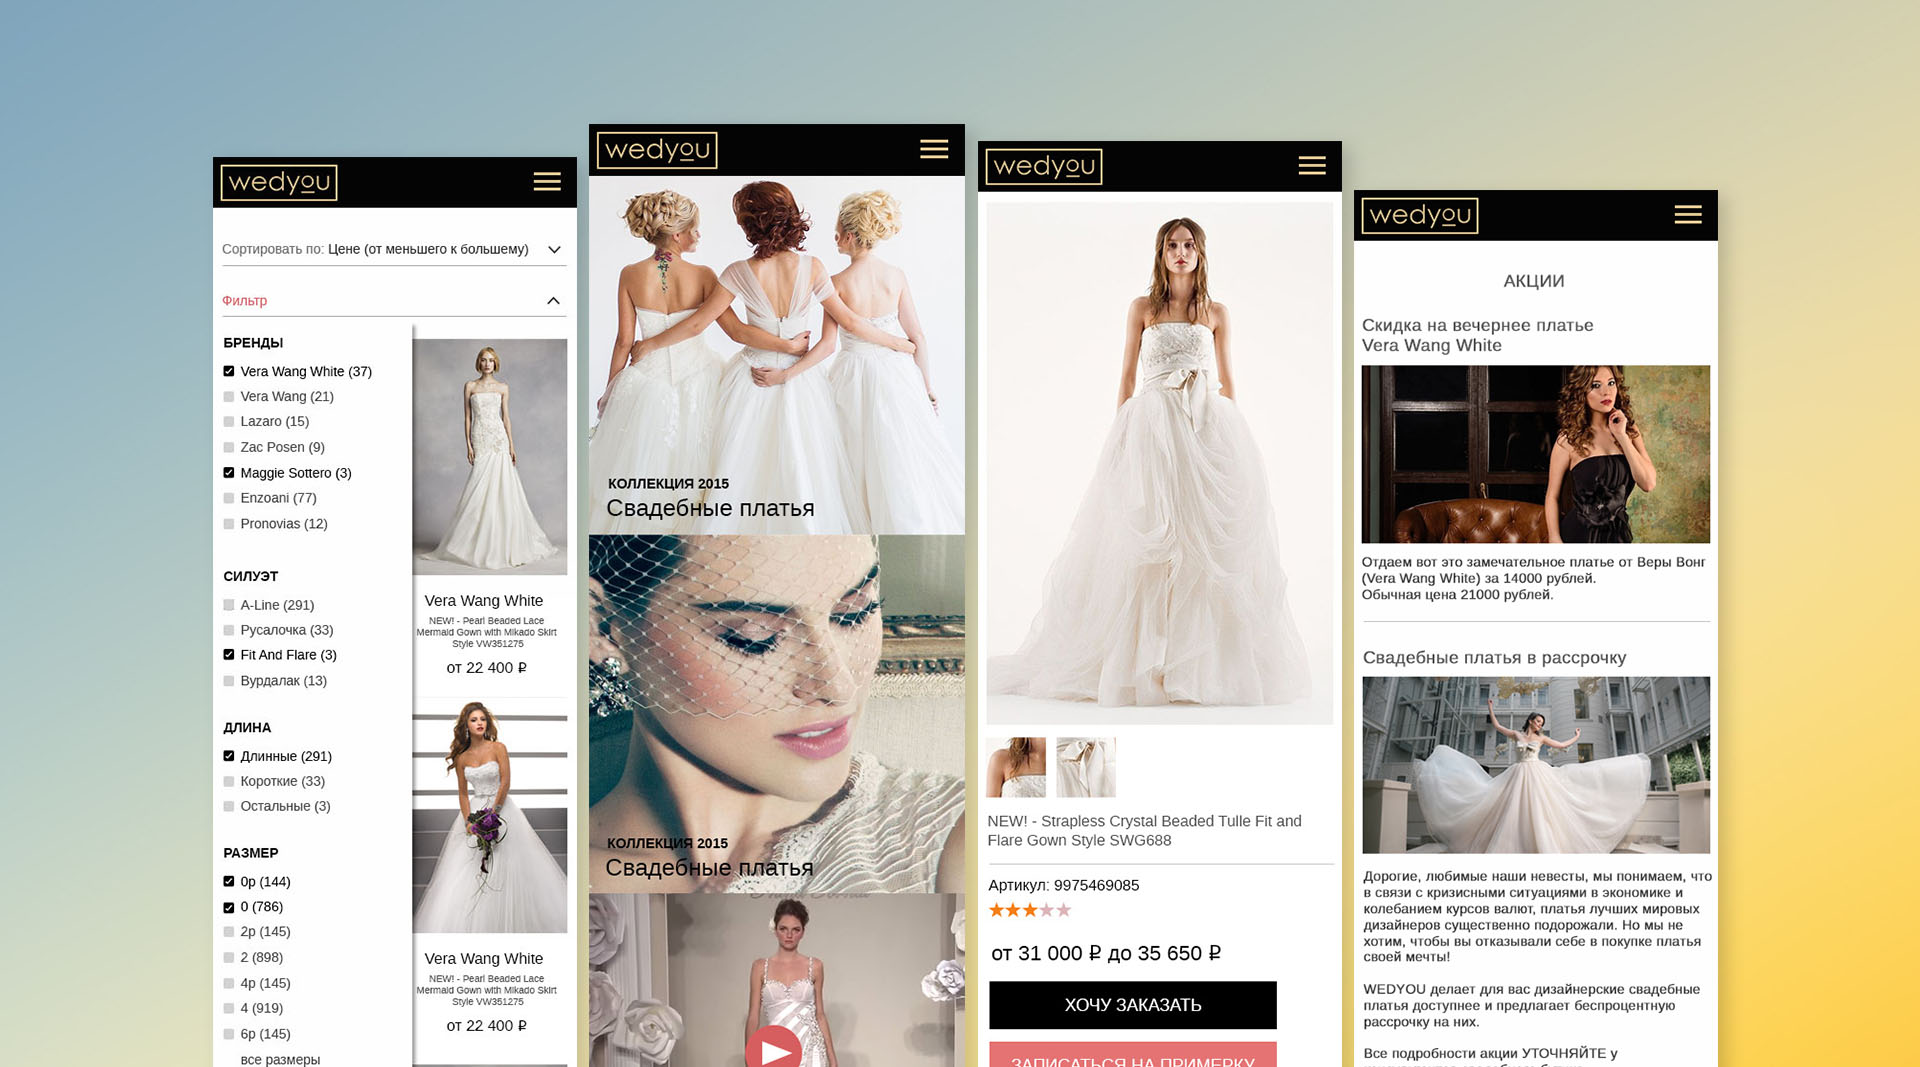 wedyou
Сортировать по: Цене (от меньшего к большему)
Фильтр
БРЕНДЫ
Vera Wang White (37)
Vera Wang (21)
Lazaro (15)
Zac Posen (9)
Maggie Sottero (3)
Enzoani (77)
Pronovias (12)
СИЛУЭТ
A-Line (291)
Русалочка (33)
Fit And Flare (3)
Вурдалак (13)
ДЛИНА
Длинные (291)
Короткие (33)
Остальные (3)
РАЗМЕР
0р (144)
0 (786)
2р (145)
2 (898)
4р (145)
4 (919)
6р (145)
все размеры
Vera Wang White
NEW! - Pearl Beaded Lace
Mermaid Gown with Mikado Skirt
Style VW351275
от 22 400 ₽
Vera Wang White
NEW! - Pearl Beaded Lace
Mermaid Gown with Mikado Skirt
Style VW351275
от 22 400 ₽
wedyou
КОЛЛЕКЦИЯ 2015
Свадебные платья
КОЛЛЕКЦИЯ 2015
Свадебные платья
wedyou
NEW! - Strapless Crystal Beaded Tulle Fit and
Flare Gown Style SWG688
Артикул: 9975469085
от 31 000 ₽ до 35 650 ₽
ХОЧУ ЗАКАЗАТЬ
ЗАПИСАТЬСЯ НА ПРИМЕРКУ
wedyou
АКЦИИ
Скидка на вечернее платье
Vera Wang White
Отдаем вот это замечательное платье от Веры Вонг
(Vera Wang White) за 14000 рублей.
Обычная цена 21000 рублей.
Свадебные платья в рассрочку
Дорогие, любимые наши невесты, мы понимаем, что
в связи с кризисными ситуациями в экономике и
колебанием курсов валют, платья лучших мировых
дизайнеров существенно подорожали. Но мы не
хотим, чтобы вы отказывали себе в покупке платья
своей мечты!
WEDYOU делает для вас дизайнерские свадебные
платья доступнее и предлагает беспроцентную
рассрочку на них.
Все подробности акции УТОЧНЯЙТЕ у